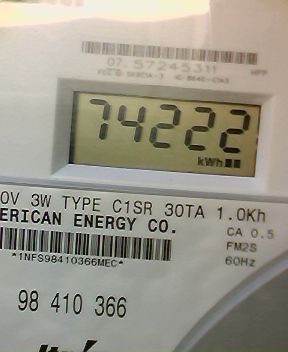 07.57245311
HPP
74222
kWh
0V 3W TYPE C1SR 30TA 1.0Kh
ERICAN ENERGY CO.
CA 0.5
FM2S
*1NFS98410366MEC*
60Hz
98 410 366